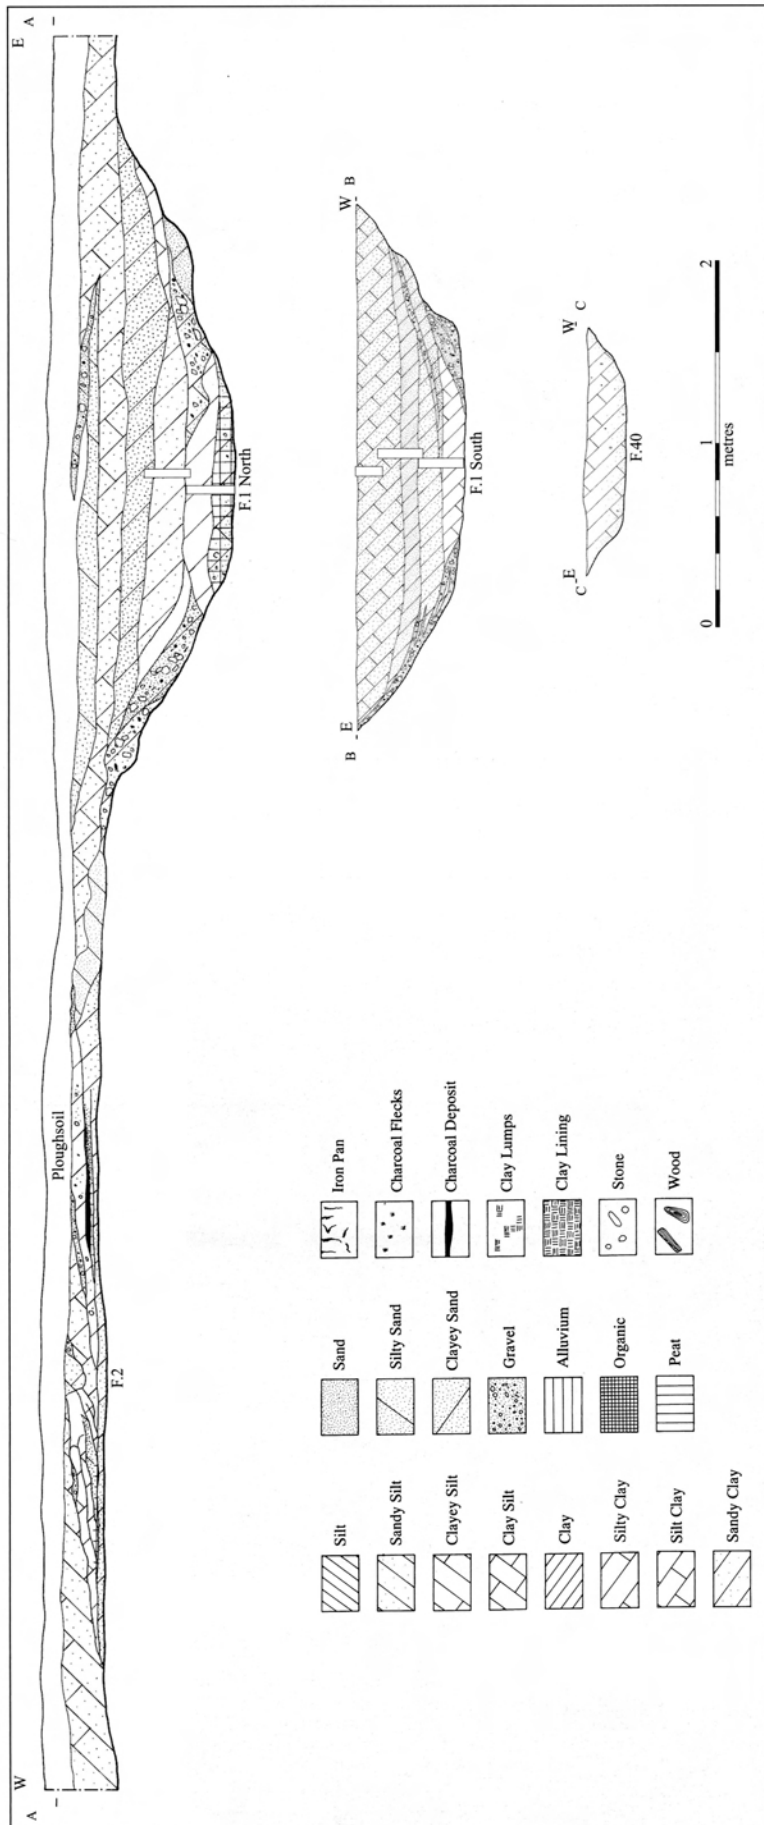 W
E
A
A
Ploughsoil
F.2
F.1 North
E
W
B
B
F.1 South
E
W
C
C
F.40
0
1
2
metres
Silt
Sandy Silt
Clayey Silt
Clay Silt
Clay
Silty Clay
Silt Clay
Sandy Clay
Sand
Silty Sand
Clayey Sand
Gravel
Alluvium
Organic
Peat
Iron Pan
Charcoal Flecks
Charcoal Deposit
Clay Lumps
Clay Lining
Stone
Wood